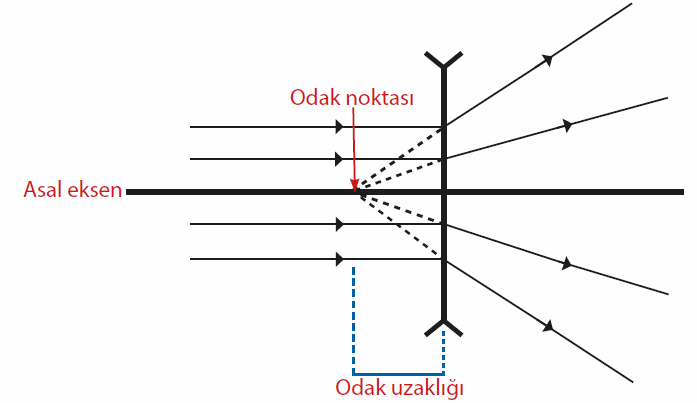 Odak noktası
Asal eksen
Odak uzaklığı